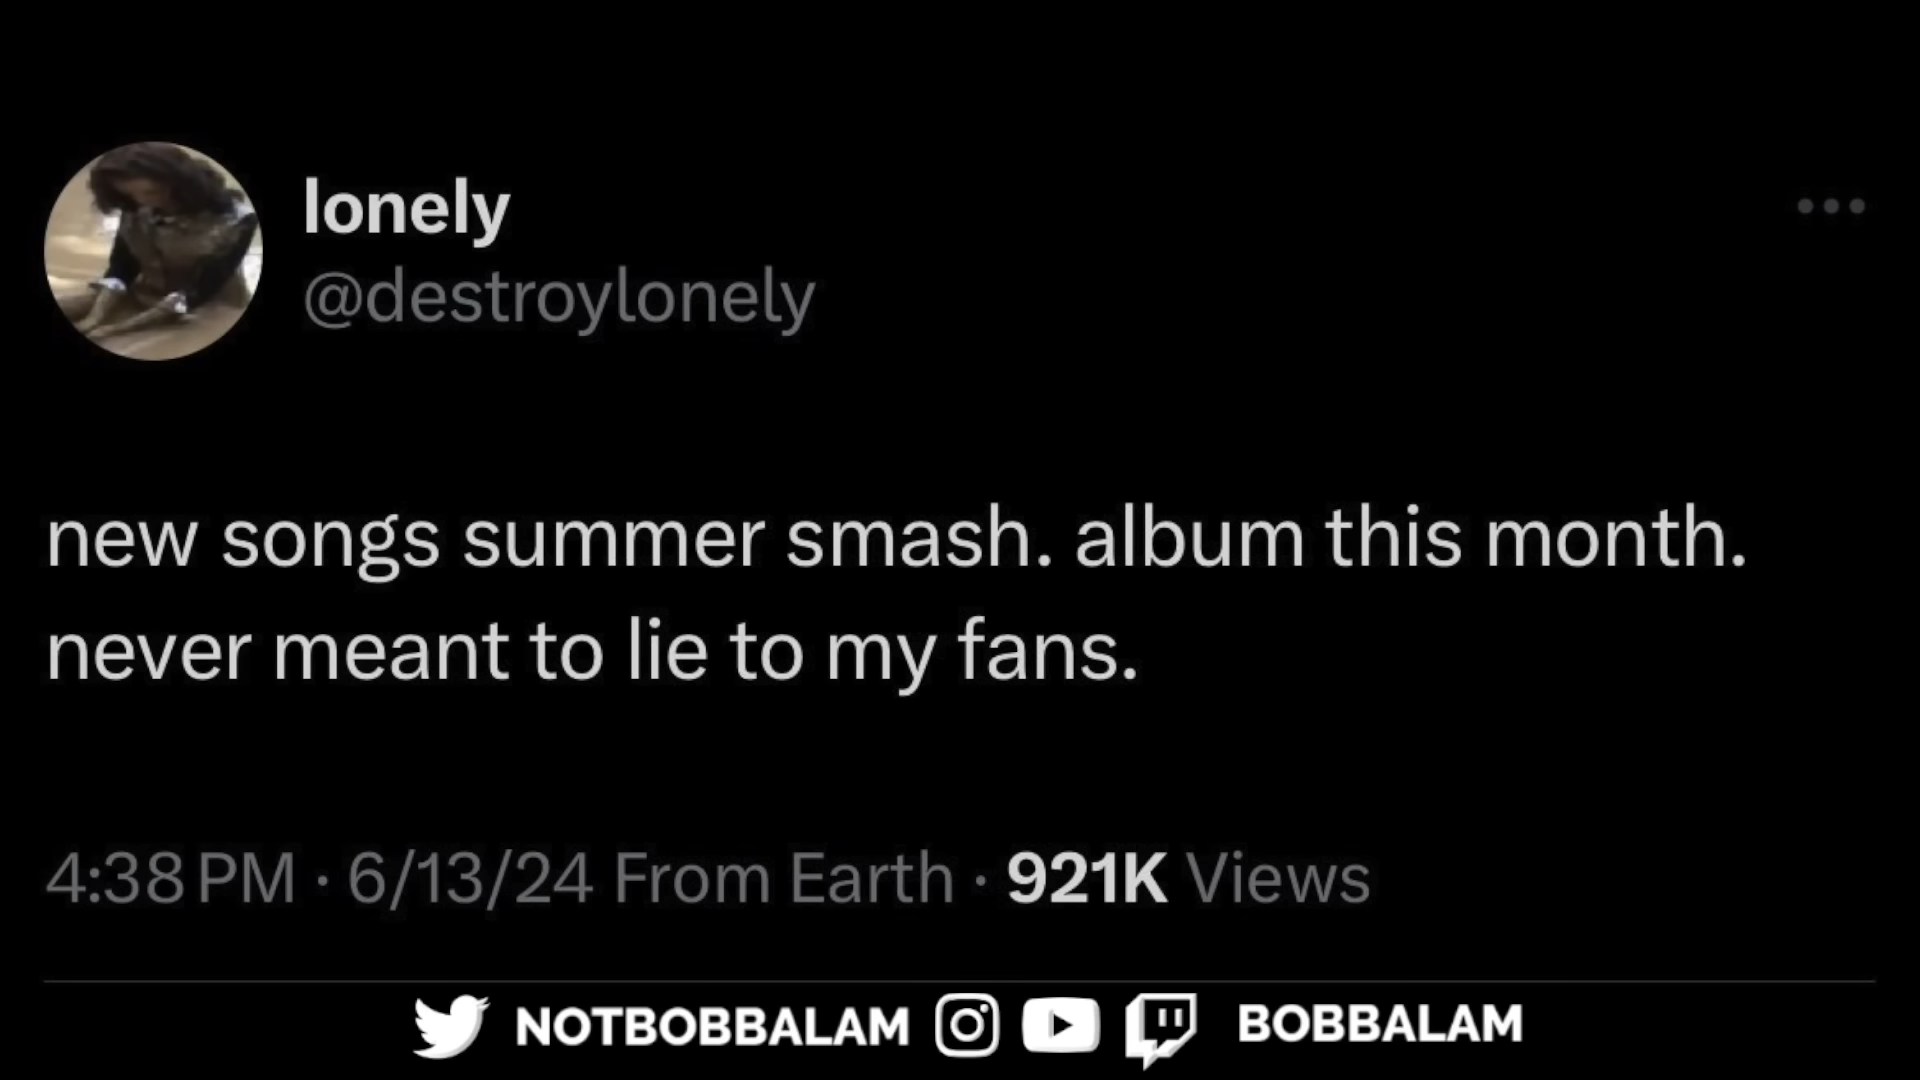 lonely
@destroylonely
new songs summer smash. album this month.
never meant to lie to my fans.
4:38 PM · 6/13/24 From Earth · 921K Views
NOTBOBBALAM BOBBALAM